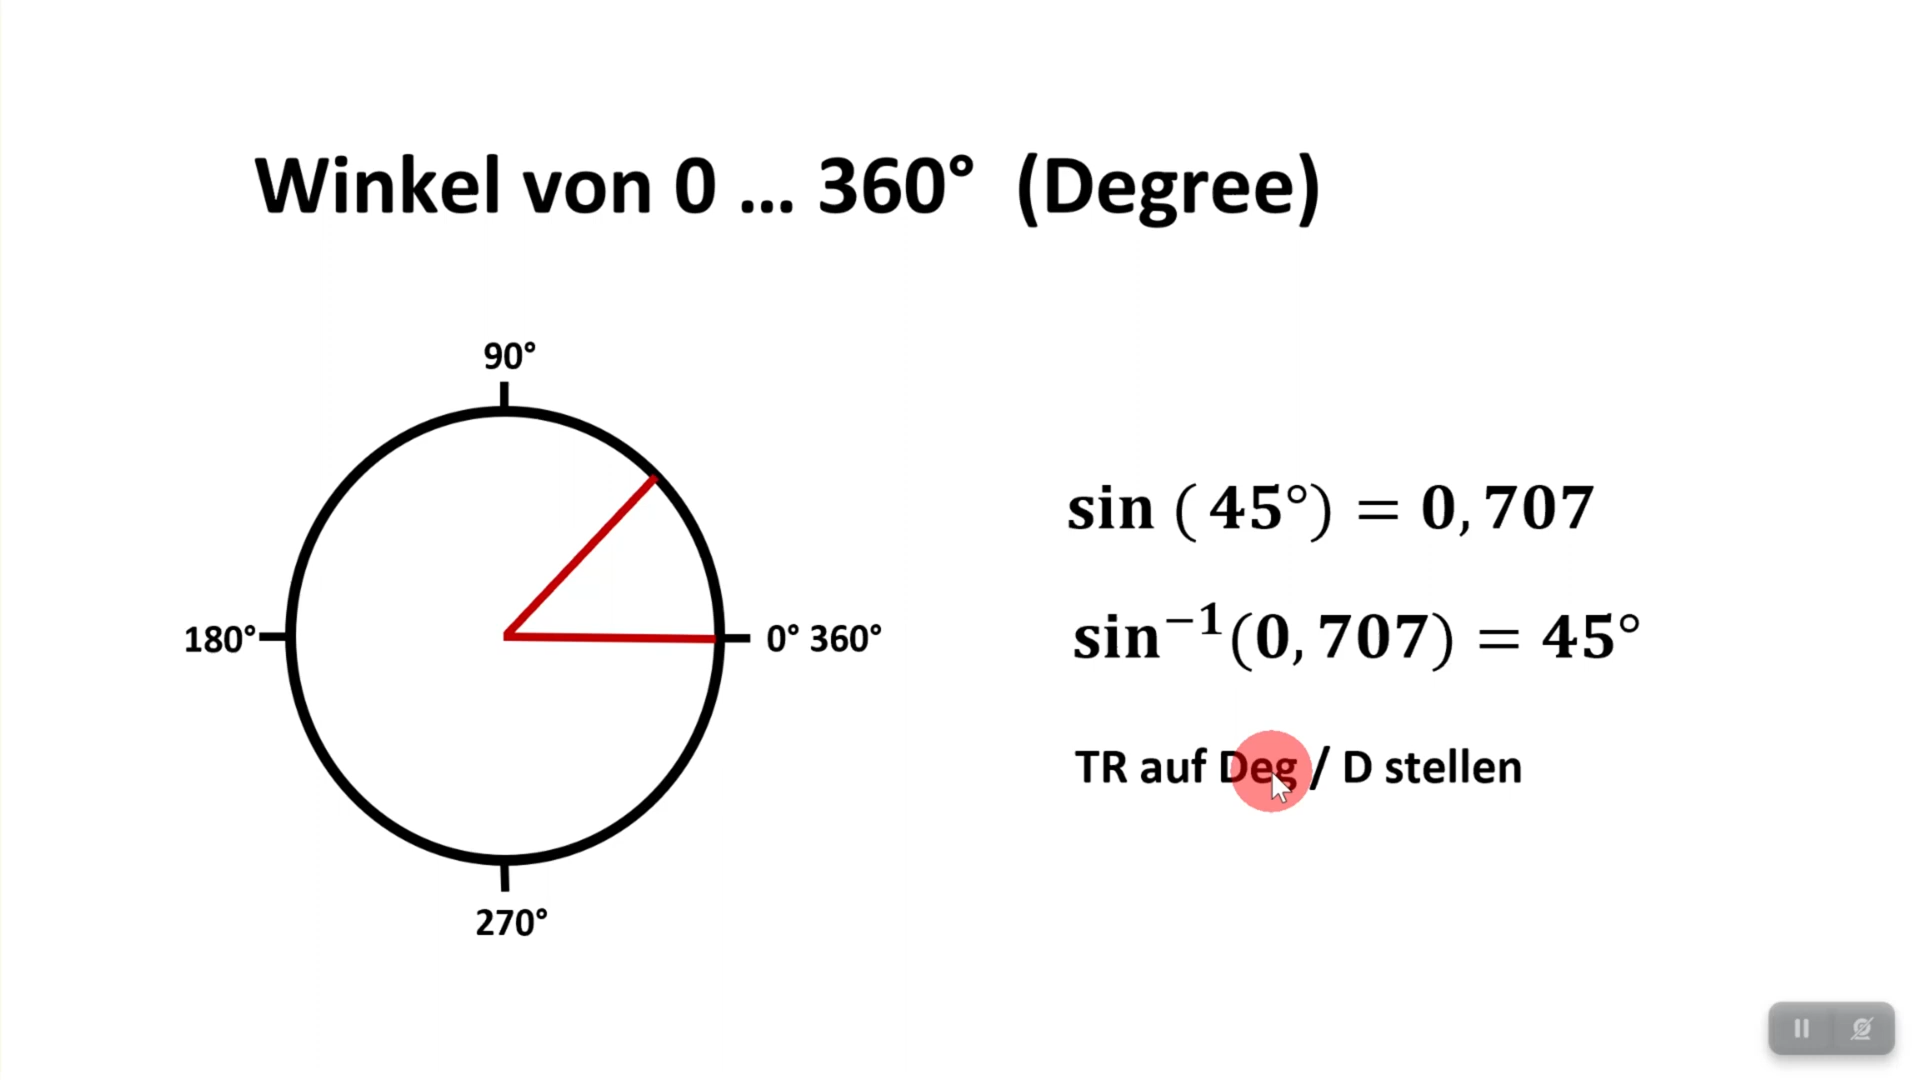 Winkel von 0 ... 360° (Degree)
90°
180°
0° 360°
270°
sin ( 45°) = 0, 707
sin⁻¹(0, 707) = 45°
TR auf Deg / D stellen